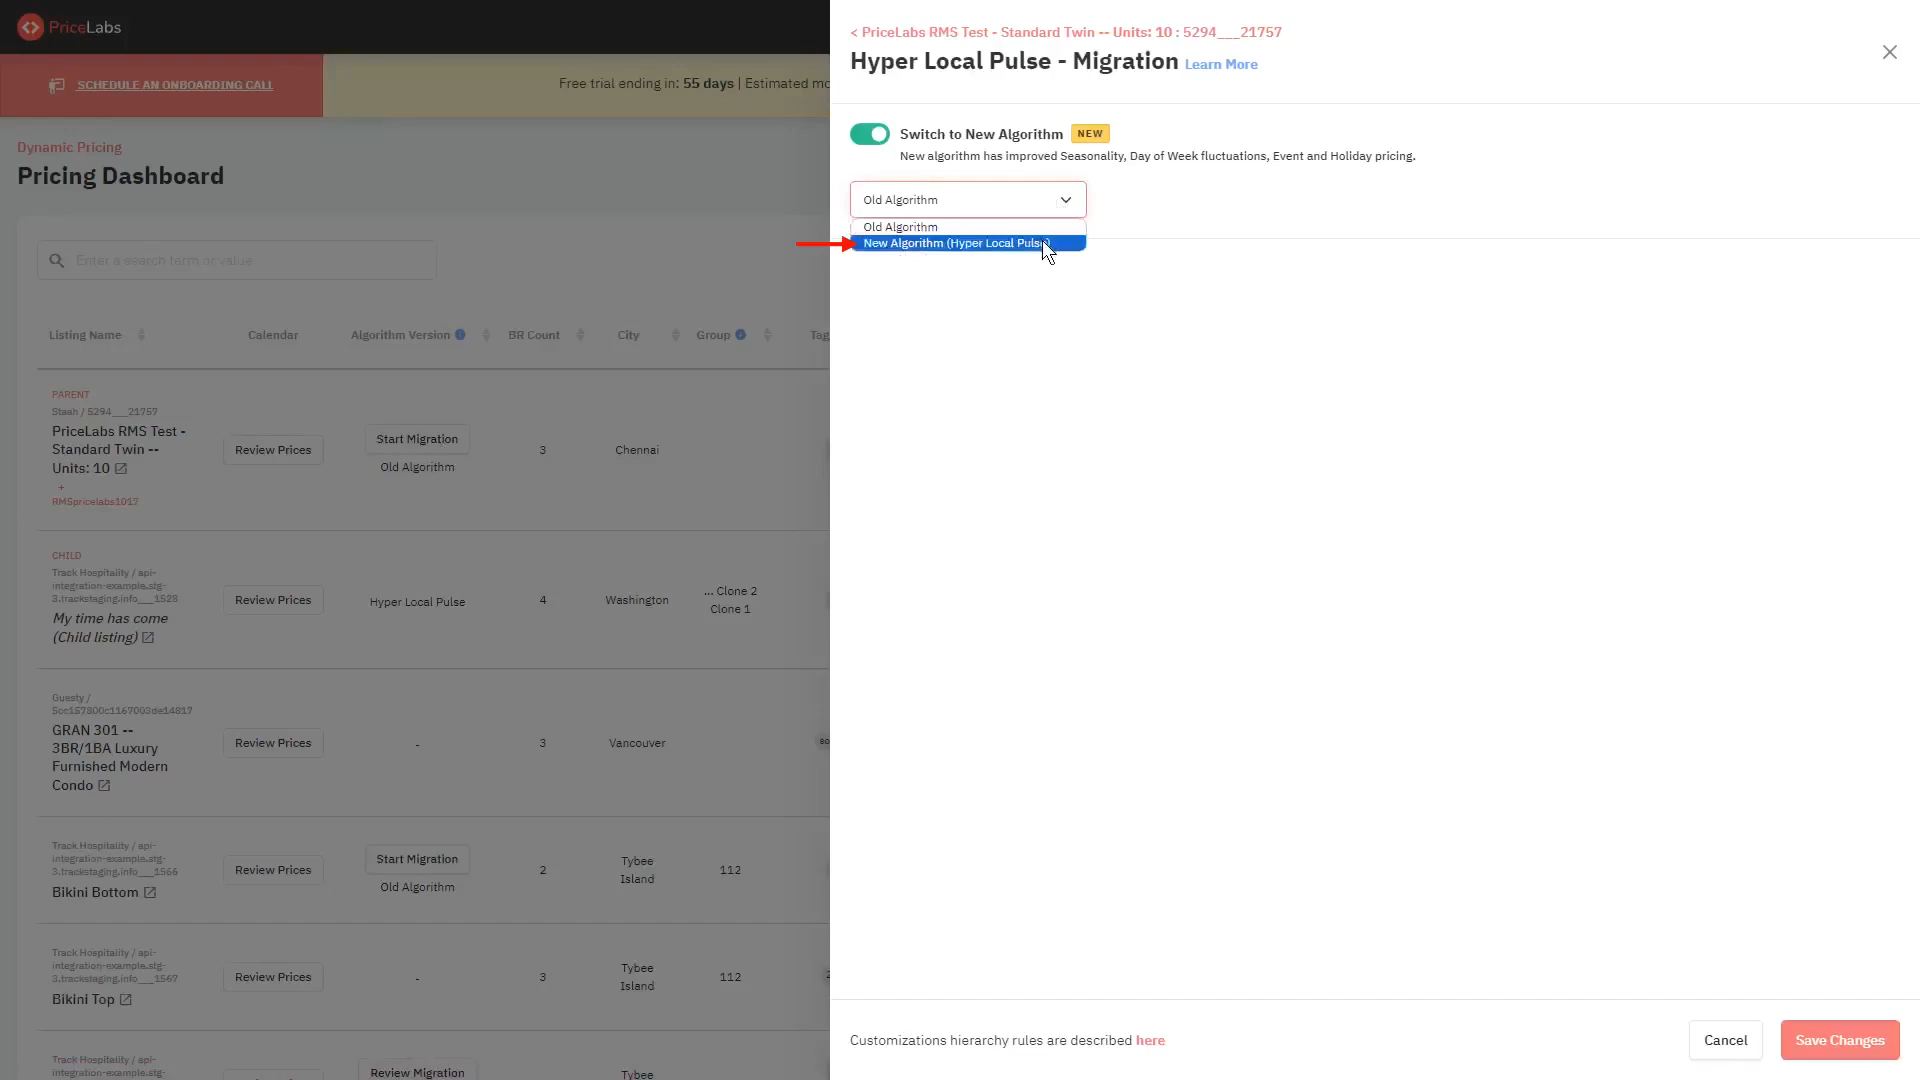 PriceLabs
SCHEDULE AN ONBOARDING CALL
Free trial ending in: 55 days | Estimated mo
Dynamic Pricing
Pricing Dashboard
Enter a search term or value
Listing Name
Calendar
Algorithm Version
BR Count
City
Group
Tag
PARENT
Staah / 5294___21757
PriceLabs RMS Test -
Standard Twin --
Units: 10
+
RMSpricelabs1017
Review Prices
Start Migration
Old Algorithm
3
Chennai
CHILD
Track Hospitality / api-
integration-example.stg-
3.trackstaging.info___1528
My time has come
(Child listing)
Review Prices
Hyper Local Pulse
4
Washington
... Clone 2
Clone 1
Guesty /
5cc157800c1167003de14817
GRAN 301 --
3BR/1BA Luxury
Furnished Modern
Condo
Review Prices
-
3
Vancouver
Track Hospitality / api-
integration-example.stg-
3.trackstaging.info___1566
Bikini Bottom
Review Prices
Start Migration
Old Algorithm
2
Tybee
Island
112
Track Hospitality / api-
integration-example.stg-
3.trackstaging.info___1567
Bikini Top
Review Prices
-
3
Tybee
Island
112
Track Hospitality / api-
integration-example.stg-
Review Migration
Tybee
< PriceLabs RMS Test - Standard Twin -- Units: 10 : 5294___21757
Hyper Local Pulse - Migration Learn More
Switch to New Algorithm NEW
New algorithm has improved Seasonality, Day of Week fluctuations, Event and Holiday pricing.
Old Algorithm
Old Algorithm
New Algorithm (Hyper Local Pulse)
Customizations hierarchy rules are described here
Cancel
Save Changes